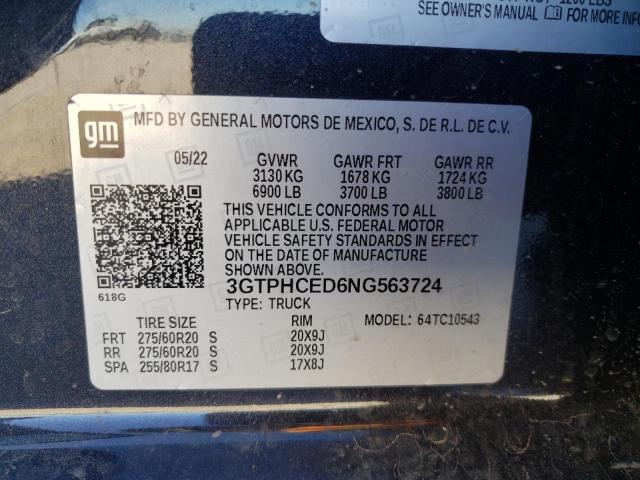 1200 LBS
SEE OWNER'S MANUAL FOR MORE
gm
MFD BY GENERAL MOTORS DE MEXICO, S. DE R.L. DE C.V.
05/22 GVWR GAWR FRT GAWR RR
3130 KG 1678 KG 1724 KG
6900 LB 3700 LB 3800 LB
THIS VEHICLE CONFORMS TO ALL
APPLICABLE U.S. FEDERAL MOTOR
VEHICLE SAFETY STANDARDS IN EFFECT
ON THE DATE OF MANUFACTURE
SHOWN ABOVE.
618G
3GTPHCED6NG563724
TYPE: TRUCK
TIRE SIZE RIM MODEL: 64TC10543
FRT 275/60R20 S 20X9J
RR 275/60R20 S 20X9J
SPA 255/80R17 S 17X8J